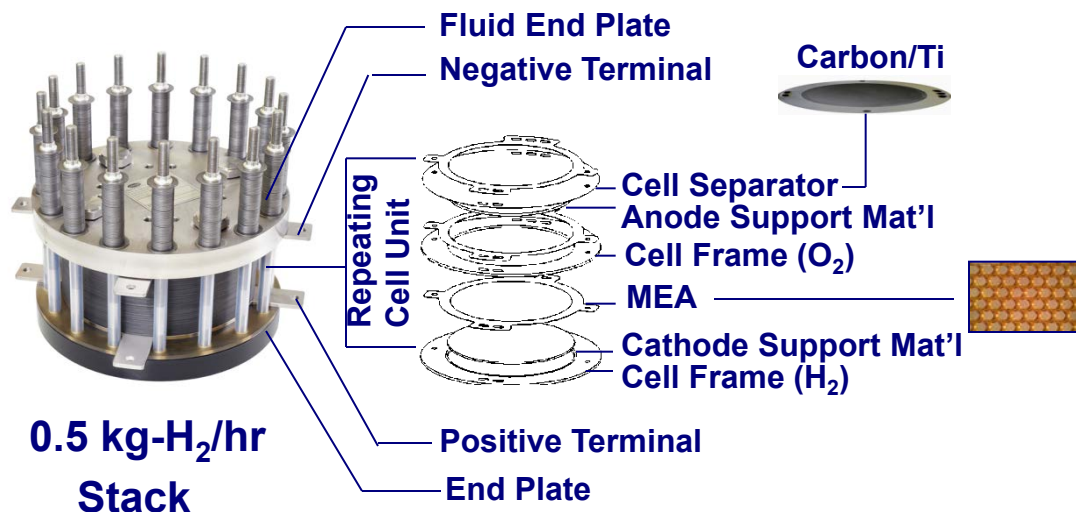 Fluid End Plate
Negative Terminal
Carbon/Ti
Repeating
Cell Unit
Cell Separator
Anode Support Mat’l
Cell Frame (O₂)
MEA
Cathode Support Mat’l
Cell Frame (H₂)
0.5 kg-H₂/hr
Stack
Positive Terminal
End Plate